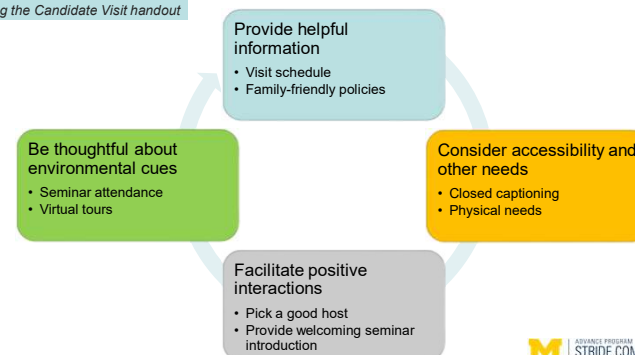 the Candidate Visit handout
Provide helpful
information
• Visit schedule
• Family-friendly policies
Be thoughtful about
environmental cues
• Seminar attendance
• Virtual tours
Consider accessibility and
other needs
• Closed captioning
• Physical needs
Facilitate positive
interactions
• Pick a good host
• Provide welcoming seminar
introduction
M
ADVANCE PROGRAM
STRIDE